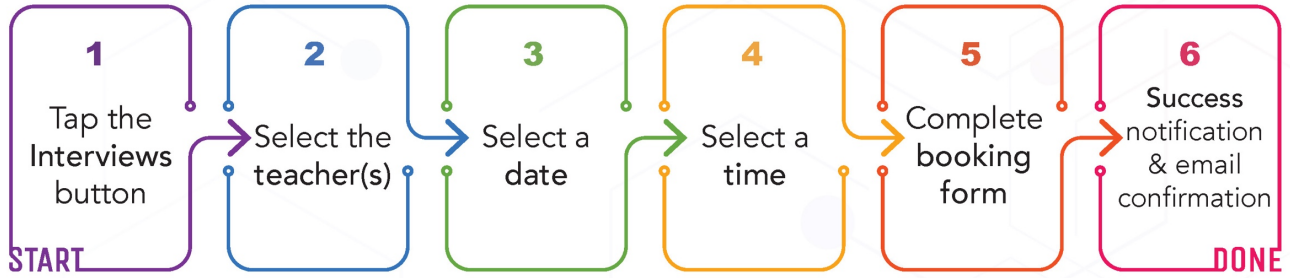 1
Tap the
Interviews
button
START
2
Select the
teacher(s)
3
Select a
date
4
Select a
time
5
Complete
booking
form
6
Success
notification
& email
confirmation
DONE